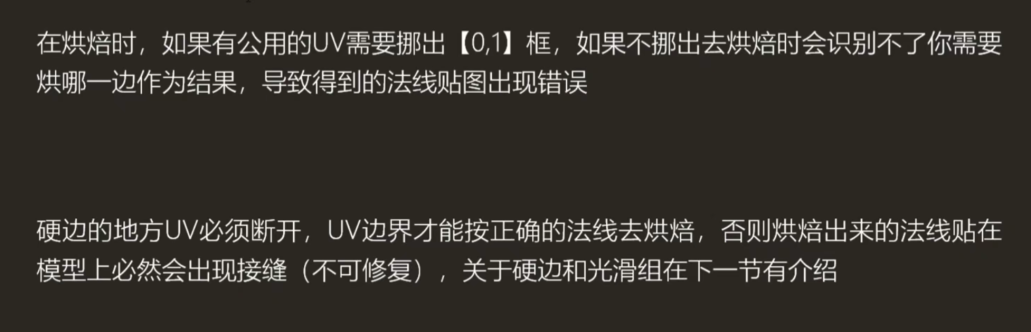 在烘焙时，如果有公用的UV需要挪出【0,1】框，如果不挪出去烘焙时会识别不了你需要
烘哪一边作为结果，导致得到的法线贴图出现错误
硬边的地方UV必须断开，UV边界才能按正确的法线去烘焙，否则烘焙出来的法线贴在
模型上必然会出现接缝（不可修复），关于硬边和光滑组在下一节有介绍